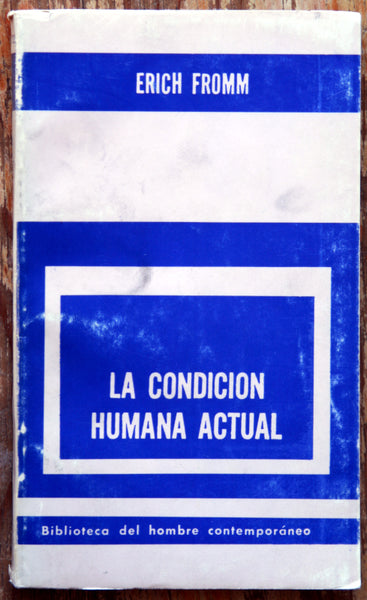 ERICH FROMM
LA CONDICION
HUMANA ACTUAL
Biblioteca del hombre contemporáneo